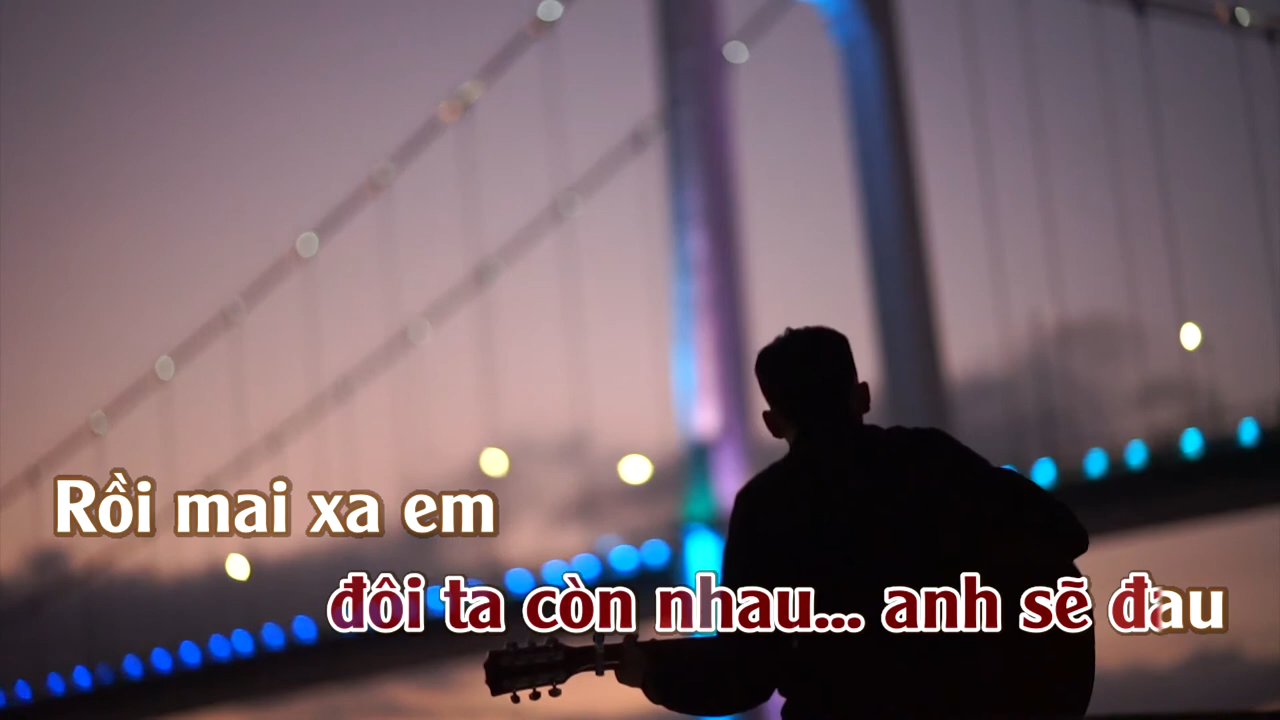 Rồi mai xa em
đôi ta còn nhau... anh sẽ đau